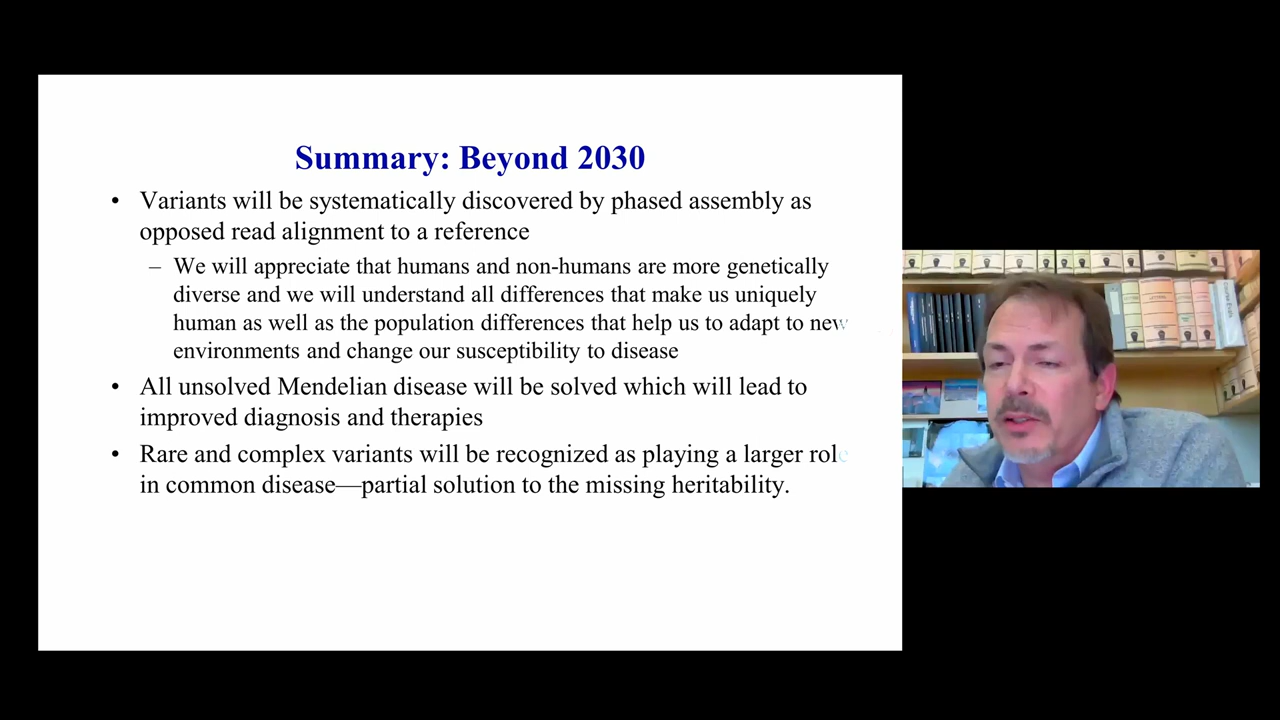 Summary: Beyond 2030
• Variants will be systematically discovered by phased assembly as
opposed read alignment to a reference
– We will appreciate that humans and non-humans are more genetically
diverse and we will understand all differences that make us uniquely
human as well as the population differences that help us to adapt to new
environments and change our susceptibility to disease
• All unsolved Mendelian disease will be solved which will lead to
improved diagnosis and therapies
• Rare and complex variants will be recognized as playing a larger role
in common disease—partial solution to the missing heritability.